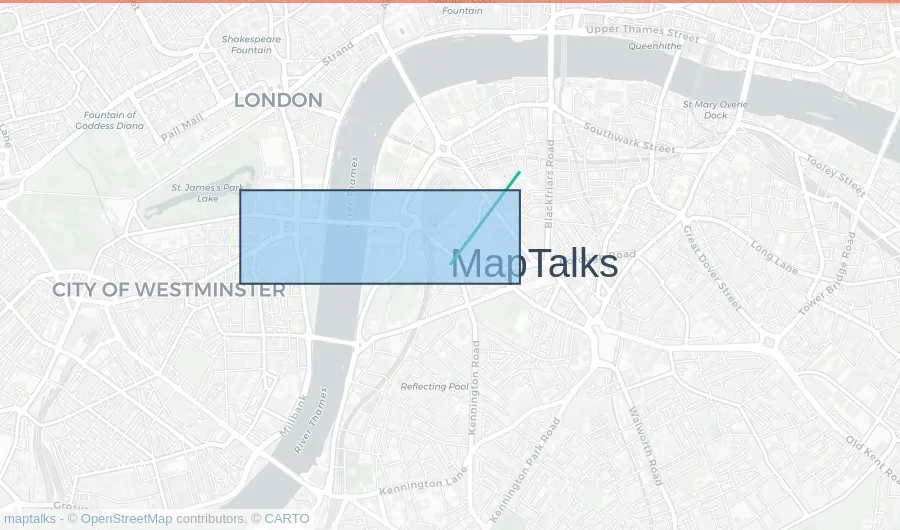 Fountain
Upper Thames Street
Queenhithe
Shakespeare
Fountain
Strand
LONDON
St Mary Overie
Dock
Fountain of
Goddess Diana
Pall Mall
Lane
Southwark Street
Tooley Street
Blackfriars Road
St. James's Park
Lake
Thames
MapTalks
Road
Great Dover Street
Long Lane
Tower Bridge Road
CITY OF WESTMINSTER
Kennington Road
Reflecting Pool
Millbank
River Thames
Walworth Road
Old Kent Road
Kennington Park Road
Kennington Lane
maptalks - © OpenStreetMap contributors, © CARTO